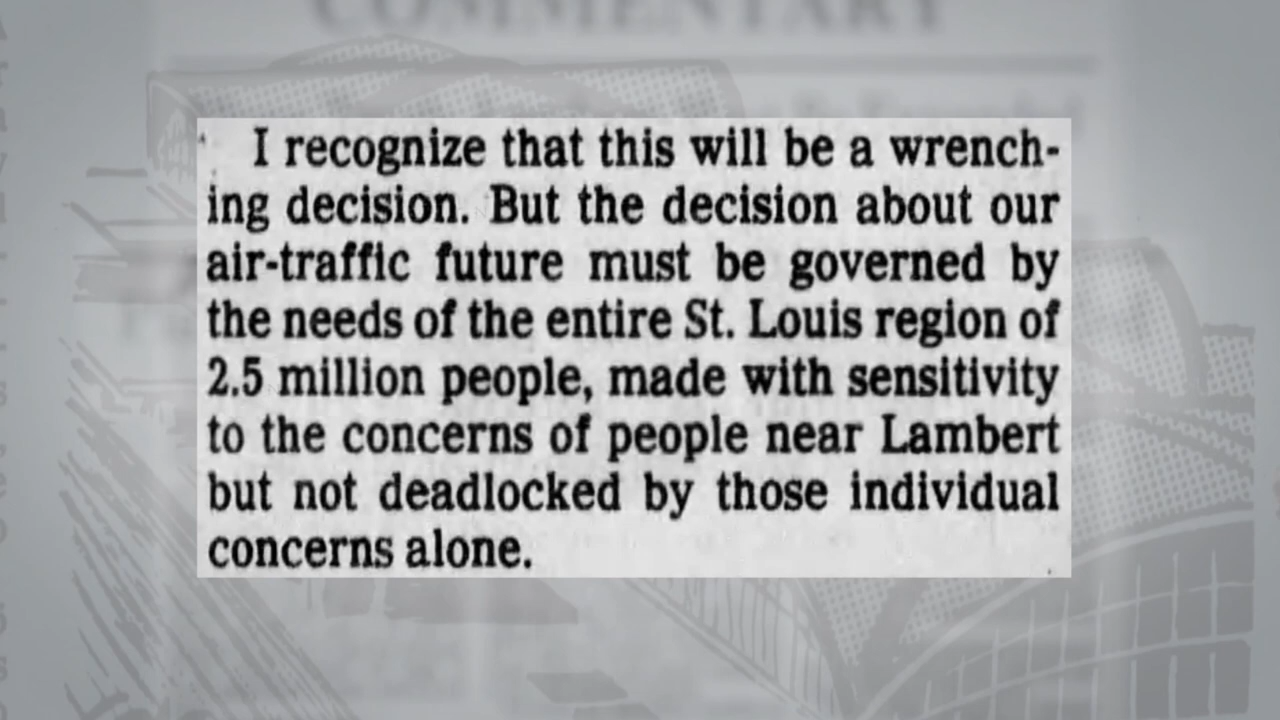 COMMENTARY
I recognize that this will be a wrench-
ing decision. But the decision about our
air-traffic future must be governed by
the needs of the entire St. Louis region of
2.5 million people, made with sensitivity
to the concerns of people near Lambert
but not deadlocked by those individual
concerns alone.